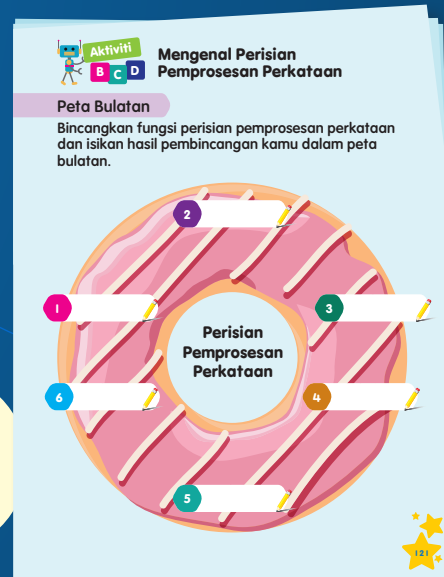 Aktiviti
B C D
Mengenal Perisian
Pemprosesan Perkataan
Peta Bulatan
Bincangkan fungsi perisian pemprosesan perkataan
dan isikan hasil pembincangan kamu dalam peta
bulatan.
2
1
3
Perisian
Pemprosesan
Perkataan
6
4
5
121